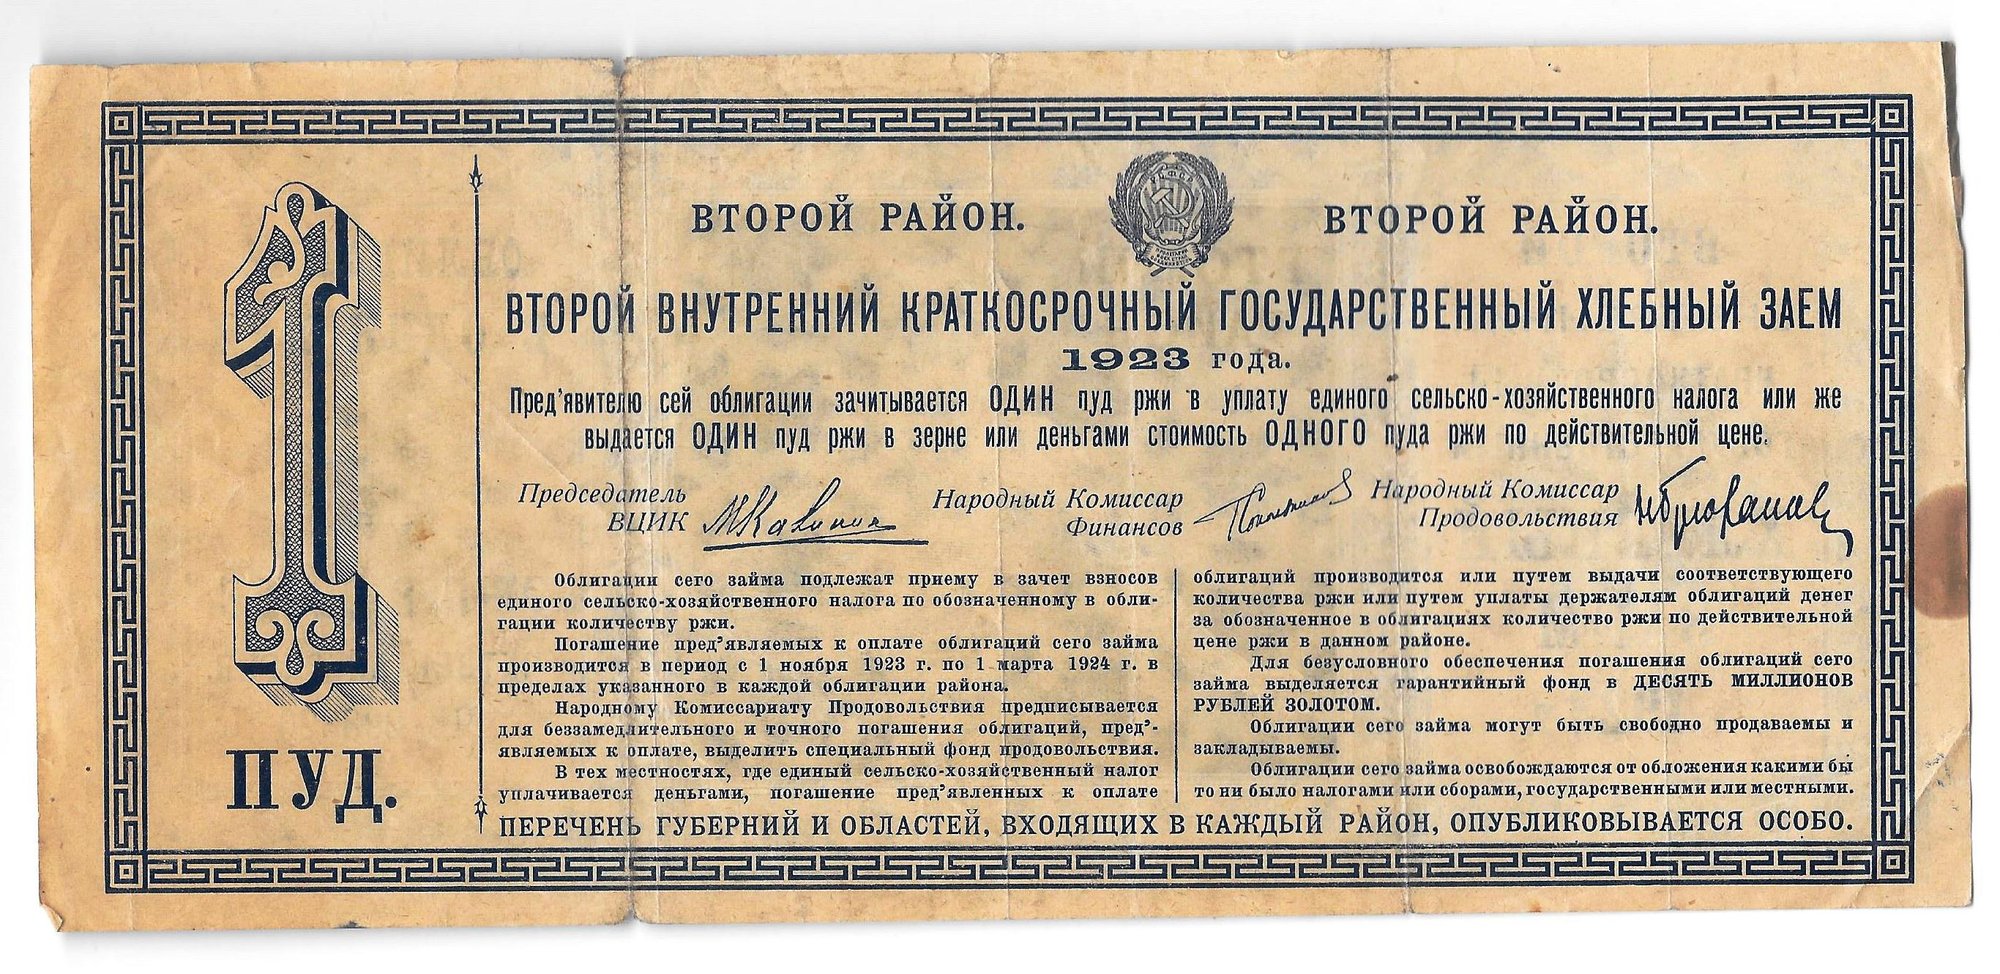 1
ПУД.
ВТОРОЙ РАЙОН.
ВТОРОЙ РАЙОН.
ВТОРОЙ ВНУТРЕННИЙ КРАТКОСРОЧНЫЙ ГОСУДАРСТВЕННЫЙ ХЛЕБНЫЙ ЗАЕМ
1923 года.
Пред'явителю сей облигации зачитывается ОДИН пуд ржи в уплату единого сельско-хозяйственного налога или же
выдается ОДИН пуд ржи в зерне или деньгами стоимость ОДНОГО пуда ржи по действительной цене.
Председатель
ВЦИК
М Калинин
Народный Комиссар
Финансов
Народный Комиссар
Продовольствия
Н Брюханов
Облигации сего займа подлежат приему в зачет взносов
единого сельско-хозяйственного налога по обозначенному в обли-
гации количеству ржи.
Погашение пред'являемых к оплате облигаций сего займа
производится в период с 1 ноября 1923 г. по 1 марта 1924 г. в
пределах указанного в каждой облигации района.
Народному Комиссариату Продовольствия предписывается
для беззамедлительного и точного погашения облигаций, пред'-
являемых к оплате, выделить специальный фонд продовольствия.
В тех местностях, где единый сельско-хозяйственный налог
уплачивается деньгами, погашение пред'явленных к оплате
облигаций производится или путем выдачи соответствующего
количества ржи или путем уплаты держателям облигаций денег
за обозначенное в облигациях количество ржи по действительной
цене ржи в данном районе.
Для безусловного обеспечения погашения облигаций сего
займа выделяется гарантийный фонд в ДЕСЯТЬ МИЛЛИОНОВ
РУБЛЕЙ ЗОЛОТОМ.
Облигации сего займа могут быть свободно продаваемы и
закладываемы.
Облигации сего займа освобождаются от обложения какими бы
то ни было налогами или сборами, государственными или местными.
ПЕРЕЧЕНЬ ГУБЕРНИЙ И ОБЛАСТЕЙ, ВХОДЯЩИХ В КАЖДЫЙ РАЙОН, ОПУБЛИКОВЫВАЕТСЯ ОСОБО.